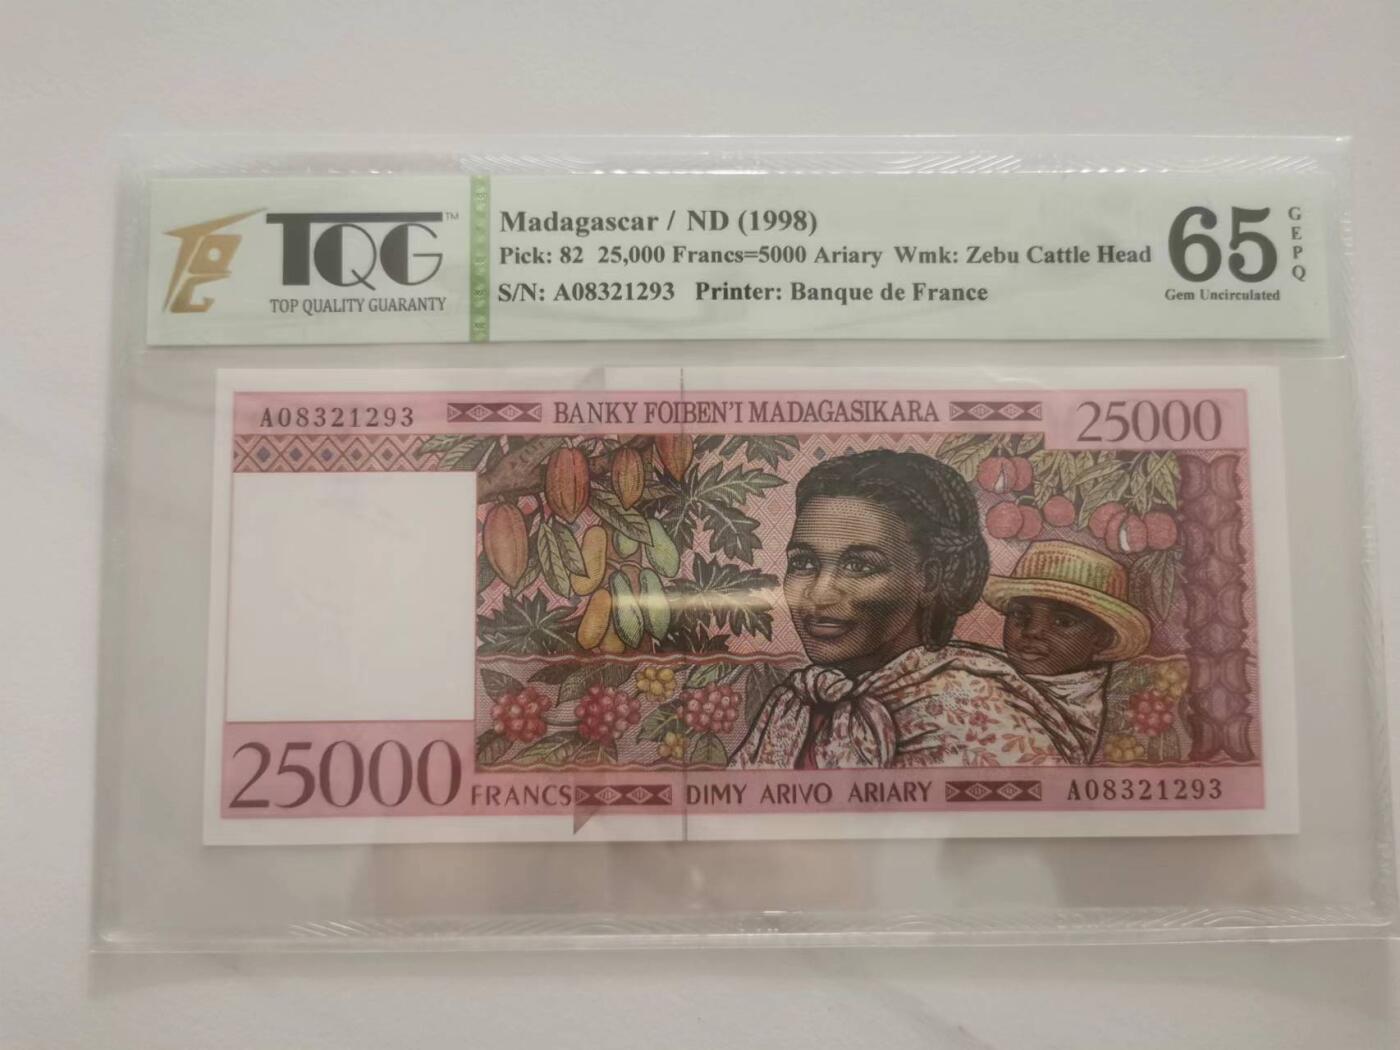 TQG™
TOP QUALITY GUARANTY
Madagascar / ND (1998)
Pick: 82 25,000 Francs=5000 Ariary Wmk: Zebu Cattle Head
S/N: A08321293 Printer: Banque de France
65
GEPQ
Gem Uncirculated
A08321293
BANKY FOIBEN'I MADAGASIKARA
25000
25000
FRANCS
DIMY ARIVO ARIARY
A08321293